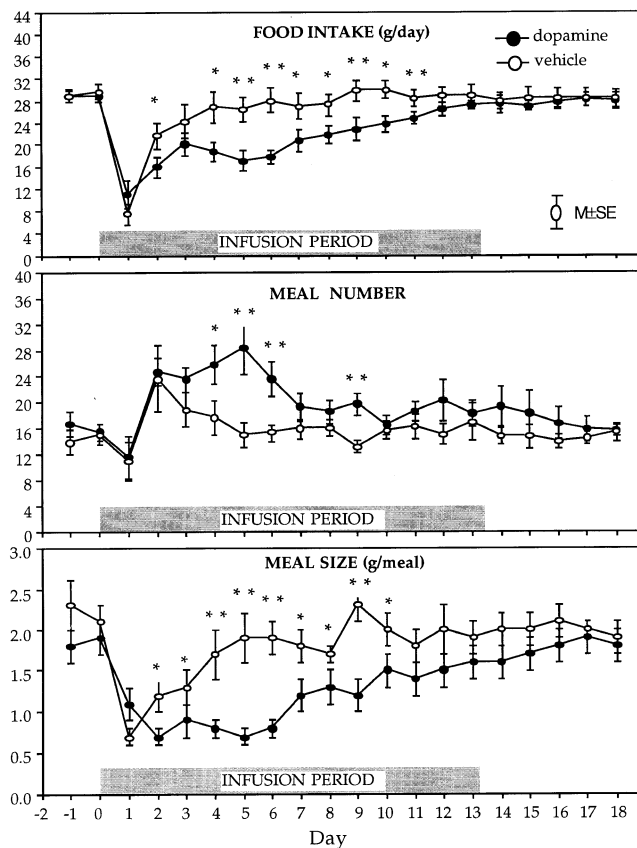 FOOD INTAKE (g/day)
dopamine
vehicle
44
40
36
32
28
24
20
16
12
8
4
0
* * * * * * * * * * * * *
M±SE
INFUSION PERIOD
MEAL NUMBER
40
36
32
28
24
20
16
12
8
4
0
* * * * * * *
INFUSION PERIOD
MEAL SIZE (g/meal)
3.0
2.5
2.0
1.5
1.0
0.5
0.0
* * * * * * * * * * * * *
INFUSION PERIOD
-2 -1 0 1 2 3 4 5 6 7 8 9 10 11 12 13 14 15 16 17 18
Day